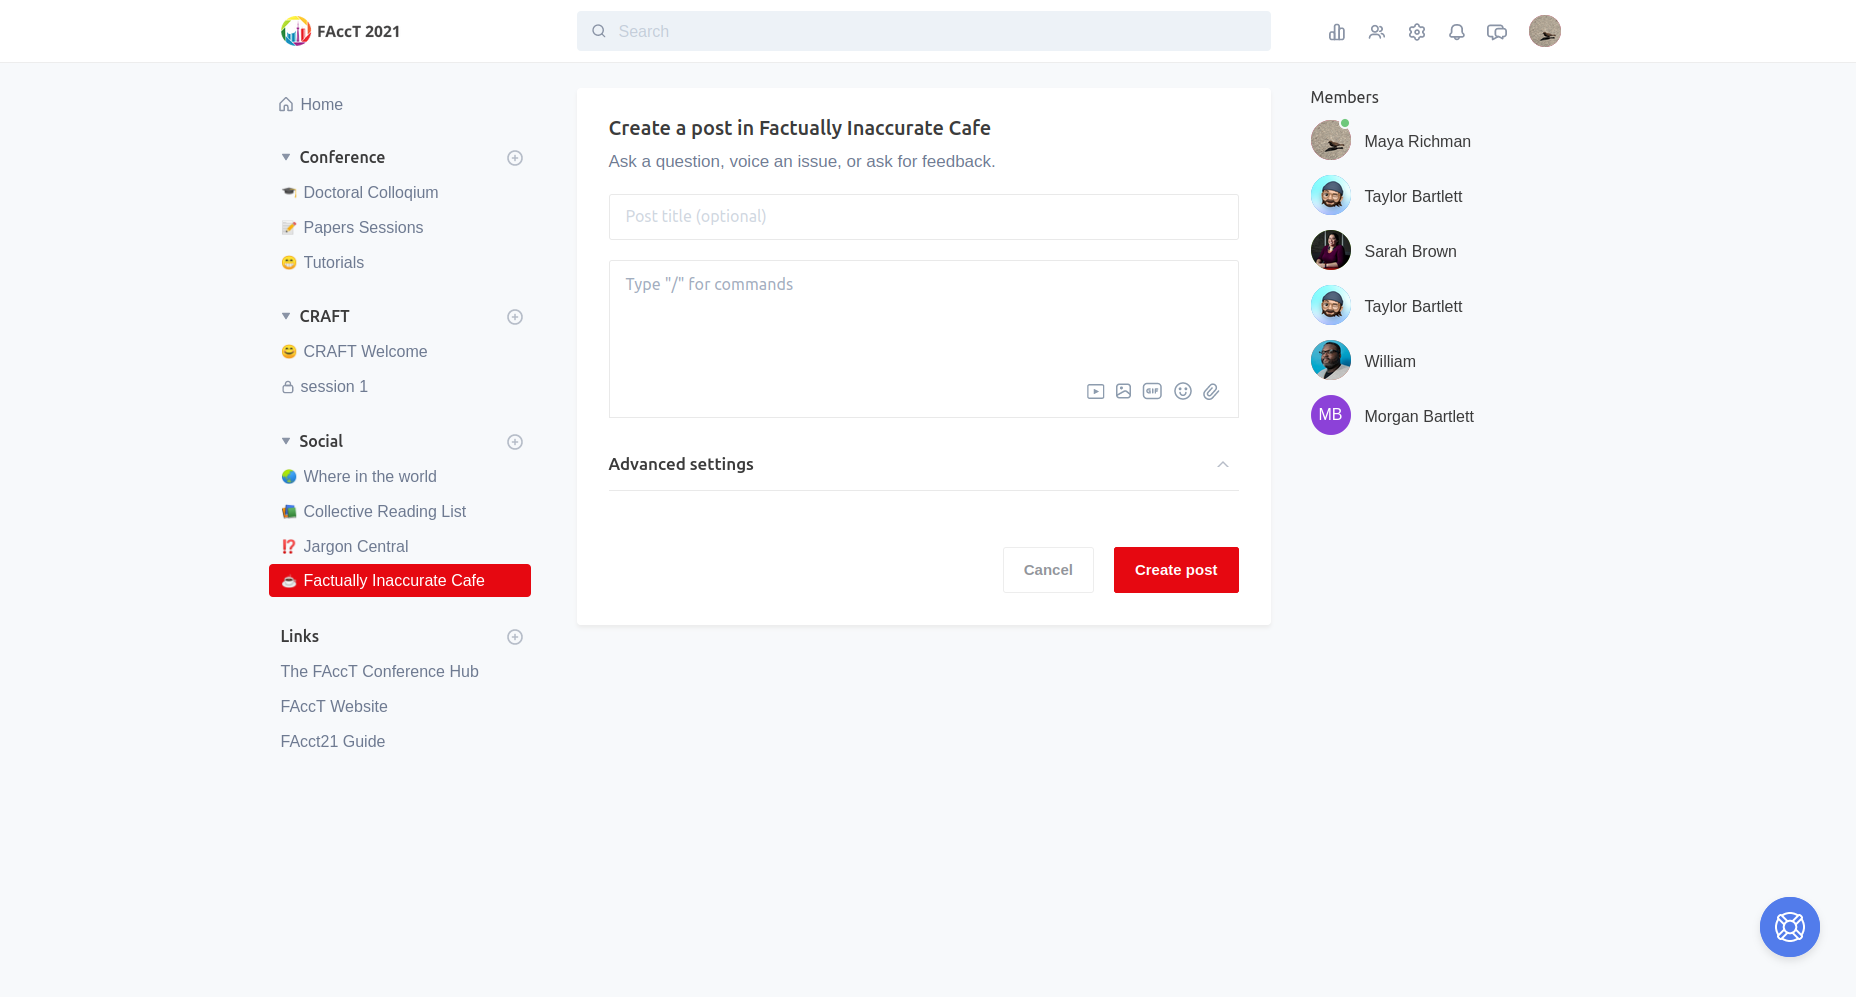 FAccT 2021
Search
Home
Conference
Doctoral Colloqium
Papers Sessions
Tutorials
CRAFT
CRAFT Welcome
session 1
Social
Where in the world
Collective Reading List
Jargon Central
Factually Inaccurate Cafe
Links
The FAccT Conference Hub
FAccT Website
FAcct21 Guide
Create a post in Factually Inaccurate Cafe
Ask a question, voice an issue, or ask for feedback.
Post title (optional)
Type "/" for commands
GIF
Advanced settings
Cancel
Create post
Members
Maya Richman
Taylor Bartlett
Sarah Brown
Taylor Bartlett
William
MB Morgan Bartlett